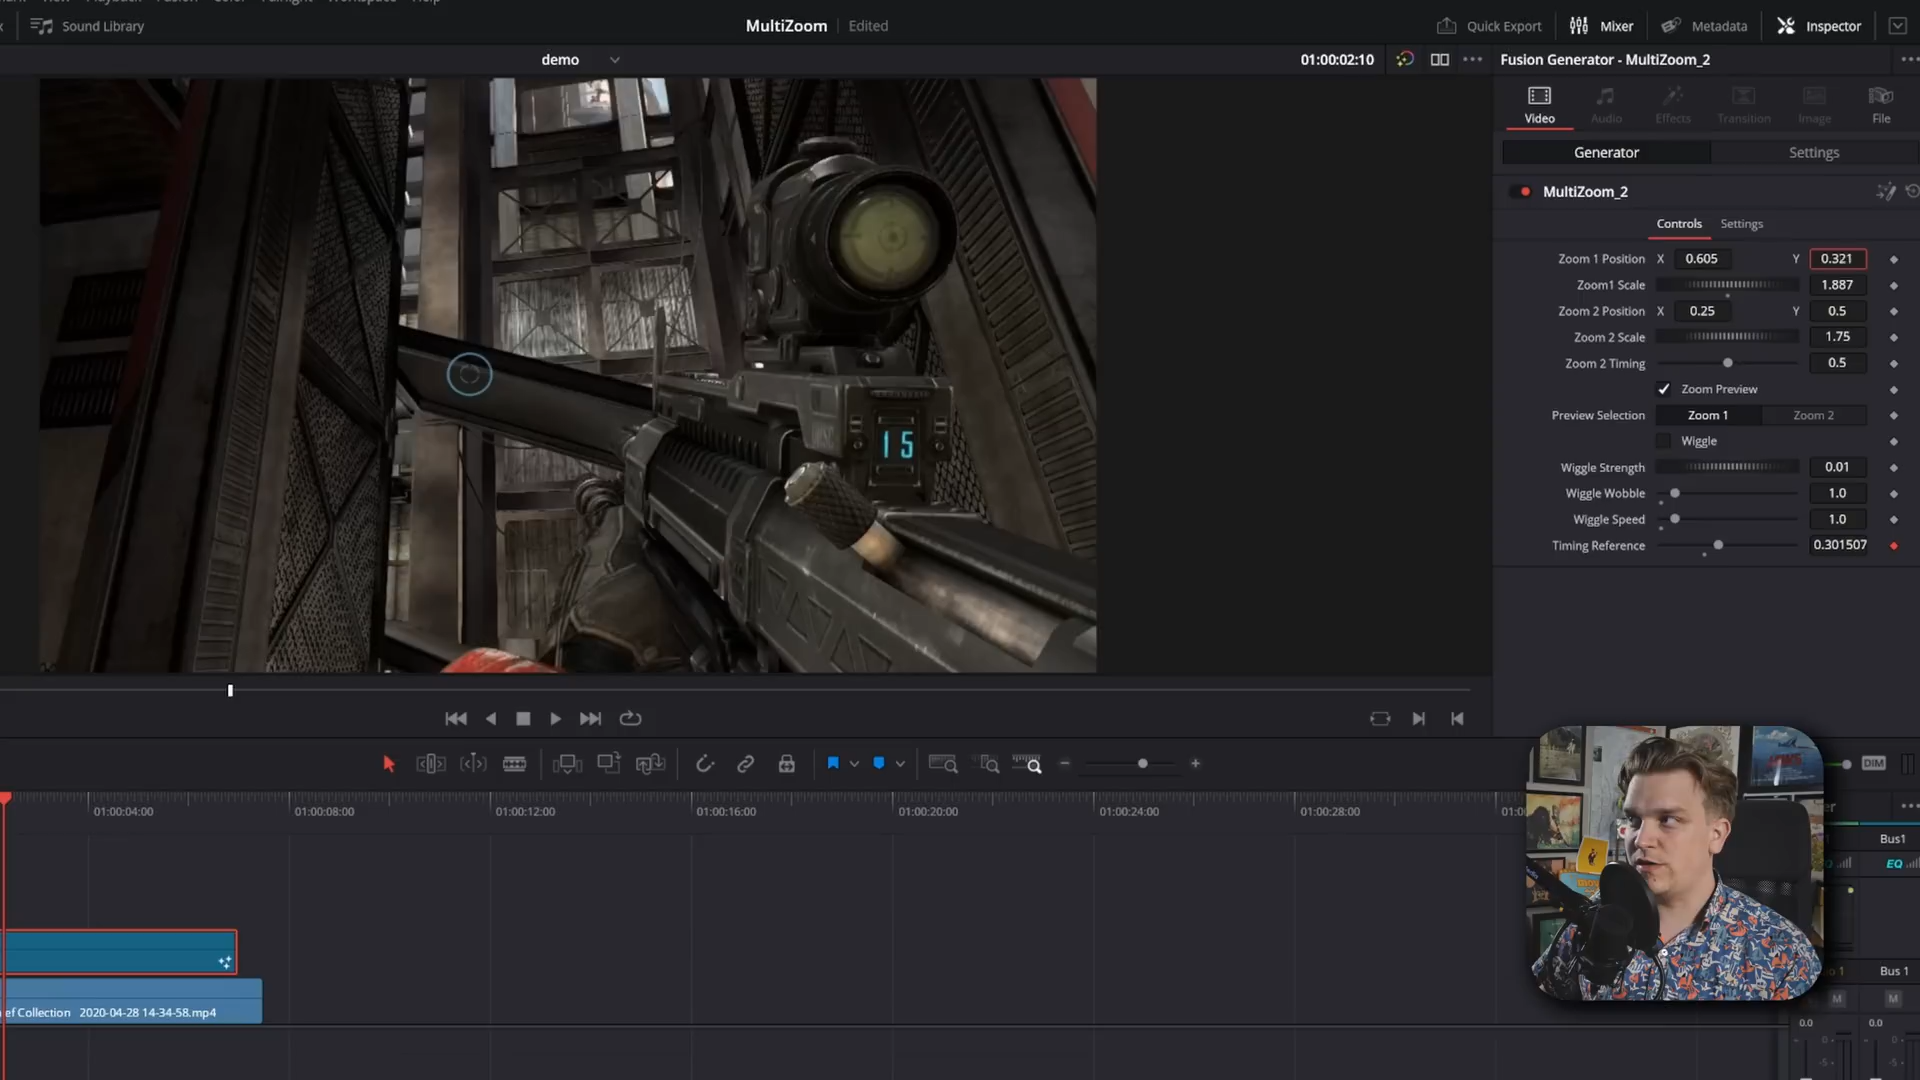 Sound Library
MultiZoom
Edited
Quick Export
Mixer
Metadata
Inspector
demo
01:00:02:10
Fusion Generator - MultiZoom_2
Video
Audio
Effects
Transition
Image
File
Generator
Settings
MultiZoom_2
Controls
Settings
Zoom 1 Position X 0.605 Y 0.321
Zoom1 Scale 1.887
Zoom 2 Position X 0.25 Y 0.5
Zoom 2 Scale 1.75
Zoom 2 Timing 0.5
Zoom Preview
Preview Selection Zoom 1 Zoom 2
Wiggle
Wiggle Strength 0.01
Wiggle Wobble 1.0
Wiggle Speed 1.0
Timing Reference 0.301507
15
DIM
01:00:04:00
01:00:08:00
01:00:12:00
01:00:16:00
01:00:20:00
01:00:24:00
01:00:28:00
Bus1
EQ
ef Collection 2020-04-28 14-34-58.mp4
Bus 1
M
M
0.0
0.0
0
0
-5
-5